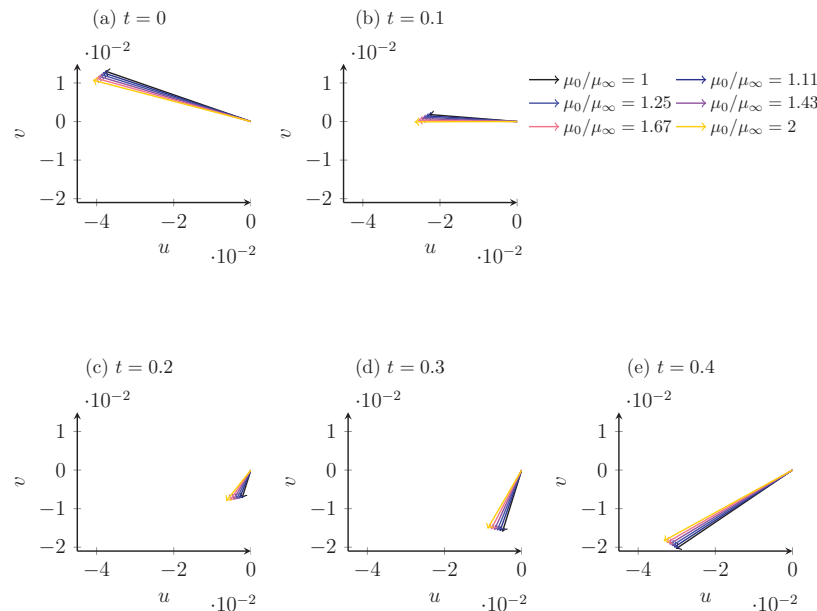 (a) t = 0
(b) t = 0.1
·10⁻²
·10⁻²
1
0
−1
−2
v
−4
−2
0
u
·10⁻²
1
0
−1
−2
v
−4
−2
0
u
·10⁻²
μ₀/μ∞ = 1
μ₀/μ∞ = 1.11
μ₀/μ∞ = 1.25
μ₀/μ∞ = 1.43
μ₀/μ∞ = 1.67
μ₀/μ∞ = 2
(c) t = 0.2
(d) t = 0.3
(e) t = 0.4
·10⁻²
·10⁻²
·10⁻²
1
0
−1
−2
v
−4
−2
0
u
·10⁻²
1
0
−1
−2
v
−4
−2
0
u
·10⁻²
1
0
−1
−2
v
−4
−2
0
u
·10⁻²